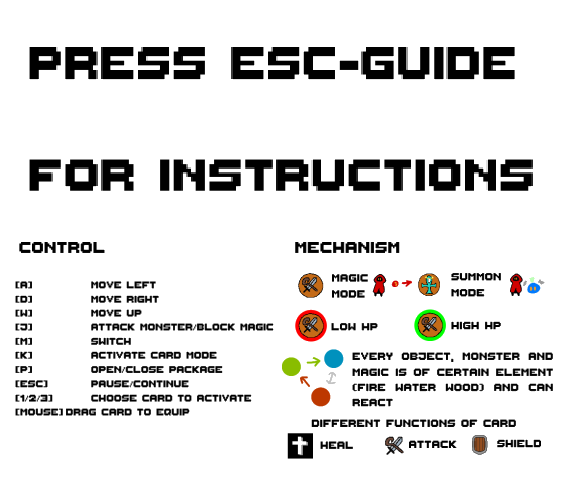 PRESS ESC-GUIDE
FOR INSTRUCTIONS
CONTROL
[A] MOVE LEFT
[D] MOVE RIGHT
[W] MOVE UP
[J] ATTACK MONSTER/BLOCK MAGIC
[M] SWITCH
[K] ACTIVATE CARD MODE
[P] OPEN/CLOSE PACKAGE
[ESC] PAUSE/CONTINUE
[1/2/3] CHOOSE CARD TO ACTIVATE
[MOUSE] DRAG CARD TO EQUIP
MECHANISM
MAGIC
MODE
SUMMON
MODE
LOW HP
HIGH HP
EVERY OBJECT, MONSTER AND
MAGIC IS OF CERTAIN ELEMENT
(FIRE WATER WOOD) AND CAN
REACT
DIFFERENT FUNCTIONS OF CARD
HEAL
ATTACK
SHIELD